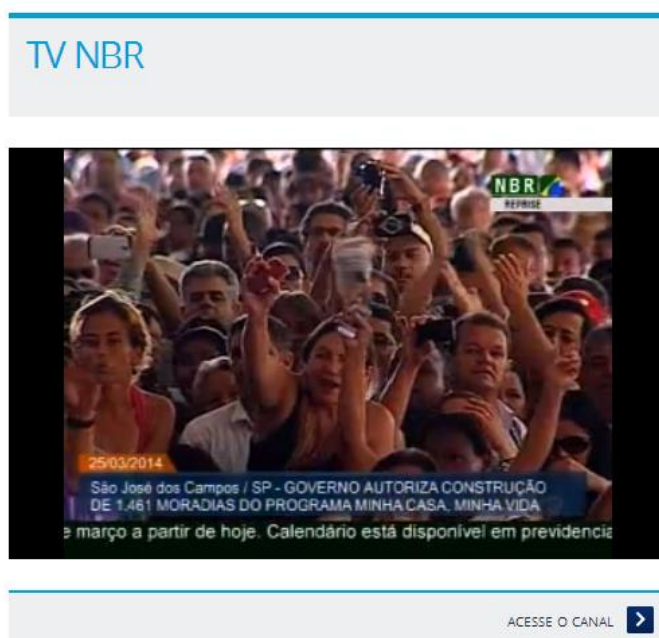 TV NBR
NBR
REPRISE
25/03/2014
São José dos Campos / SP - GOVERNO AUTORIZA CONSTRUÇÃO
DE 1.461 MORADIAS DO PROGRAMA MINHA CASA, MINHA VIDA
e março a partir de hoje. Calendário está disponível em previdencia
ACESSE O CANAL